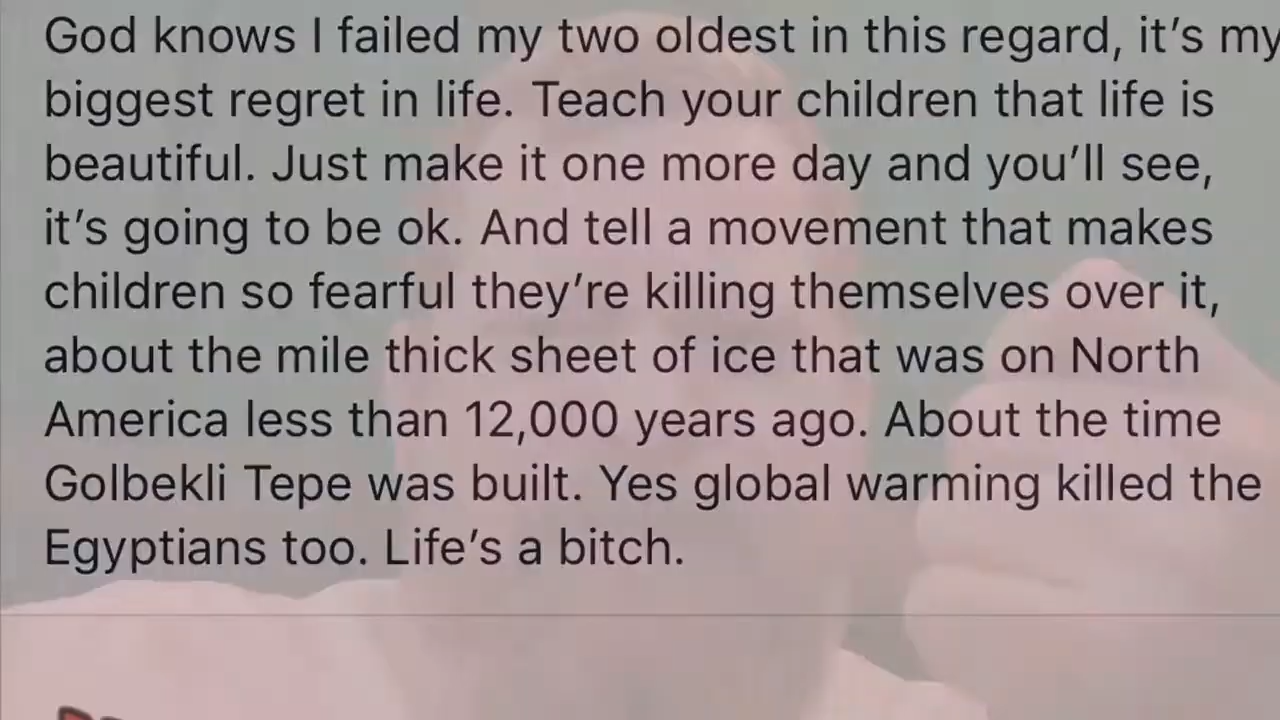 God knows I failed my two oldest in this regard, it's my
biggest regret in life. Teach your children that life is
beautiful. Just make it one more day and you'll see,
it's going to be ok. And tell a movement that makes
children so fearful they're killing themselves over it,
about the mile thick sheet of ice that was on North
America less than 12,000 years ago. About the time
Golbekli Tepe was built. Yes global warming killed the
Egyptians too. Life's a bitch.